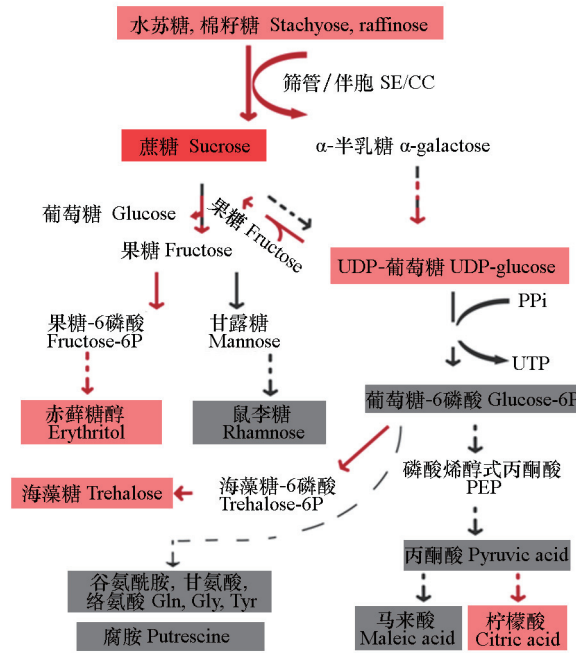 水苏糖, 棉籽糖 Stachyose, raffinose
筛管/伴胞 SE/CC
蔗糖 Sucrose
α-半乳糖 α-galactose
葡萄糖 Glucose
果糖 Fructose
果糖 Fructose
UDP-葡萄糖 UDP-glucose
果糖-6磷酸
Fructose-6P
甘露糖
Mannose
PPi
UTP
赤藓糖醇
Erythritol
鼠李糖
Rhamnose
葡萄糖-6磷酸 Glucose-6P
海藻糖 Trehalose
海藻糖-6磷酸
Trehalose-6P
磷酸烯醇式丙酮酸
PEP
丙酮酸 Pyruvic acid
谷氨酰胺, 甘氨酸,
络氨酸 Gln, Gly, Tyr
腐胺 Putrescine
马来酸
Maleic acid
柠檬酸
Citric acid